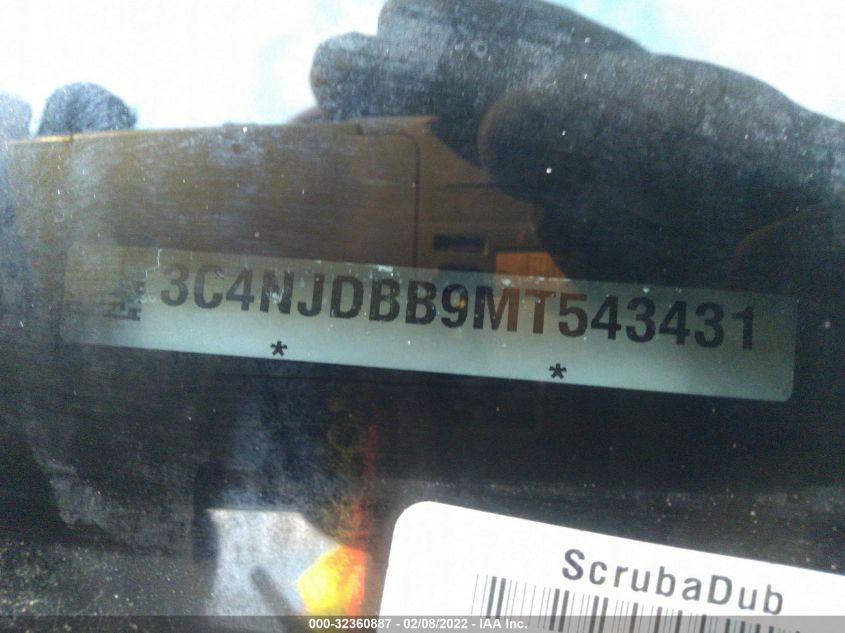 3C4NJDBB9MT543431
* *
ScrubaDub
000-32360887 - 02/08/2022 - IAA Inc.